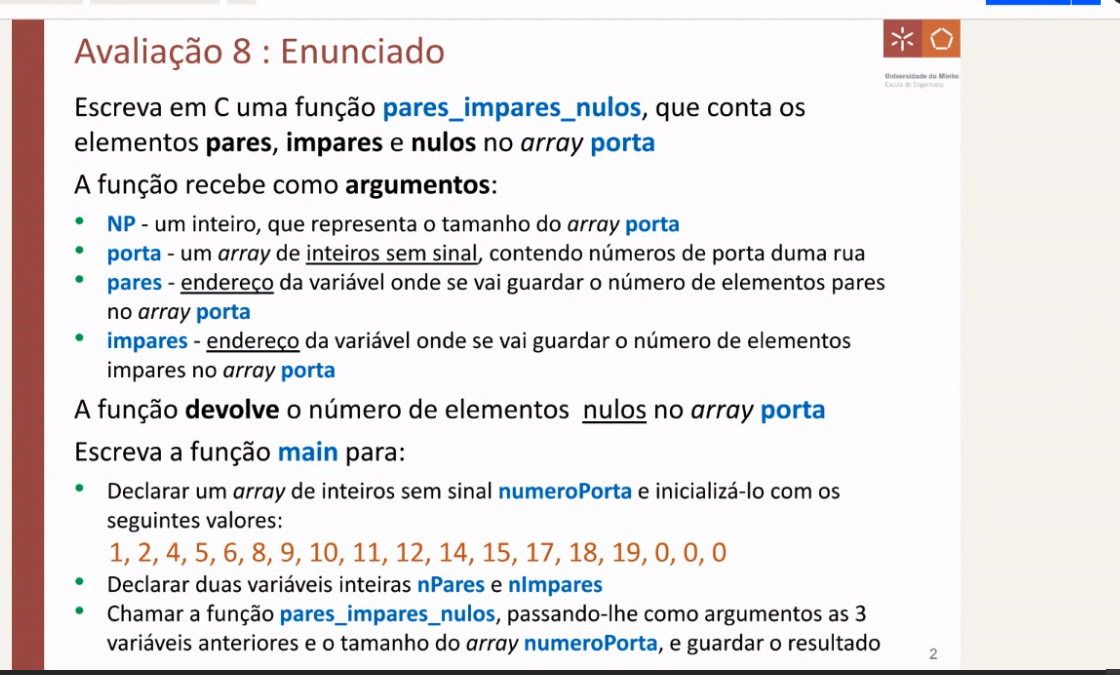 Avaliação 8 : Enunciado
Universidade do Minho
Escola de Engenharia
Escreva em C uma função pares_impares_nulos, que conta os
elementos pares, impares e nulos no array porta
A função recebe como argumentos:
• NP - um inteiro, que representa o tamanho do array porta
• porta - um array de inteiros sem sinal, contendo números de porta duma rua
• pares - endereço da variável onde se vai guardar o número de elementos pares
no array porta
• impares - endereço da variável onde se vai guardar o número de elementos
impares no array porta
A função devolve o número de elementos nulos no array porta
Escreva a função main para:
• Declarar um array de inteiros sem sinal numeroPorta e inicializá-lo com os
seguintes valores:
1, 2, 4, 5, 6, 8, 9, 10, 11, 12, 14, 15, 17, 18, 19, 0, 0, 0
• Declarar duas variáveis inteiras nPares e nImpares
• Chamar a função pares_impares_nulos, passando-lhe como argumentos as 3
variáveis anteriores e o tamanho do array numeroPorta, e guardar o resultado
2